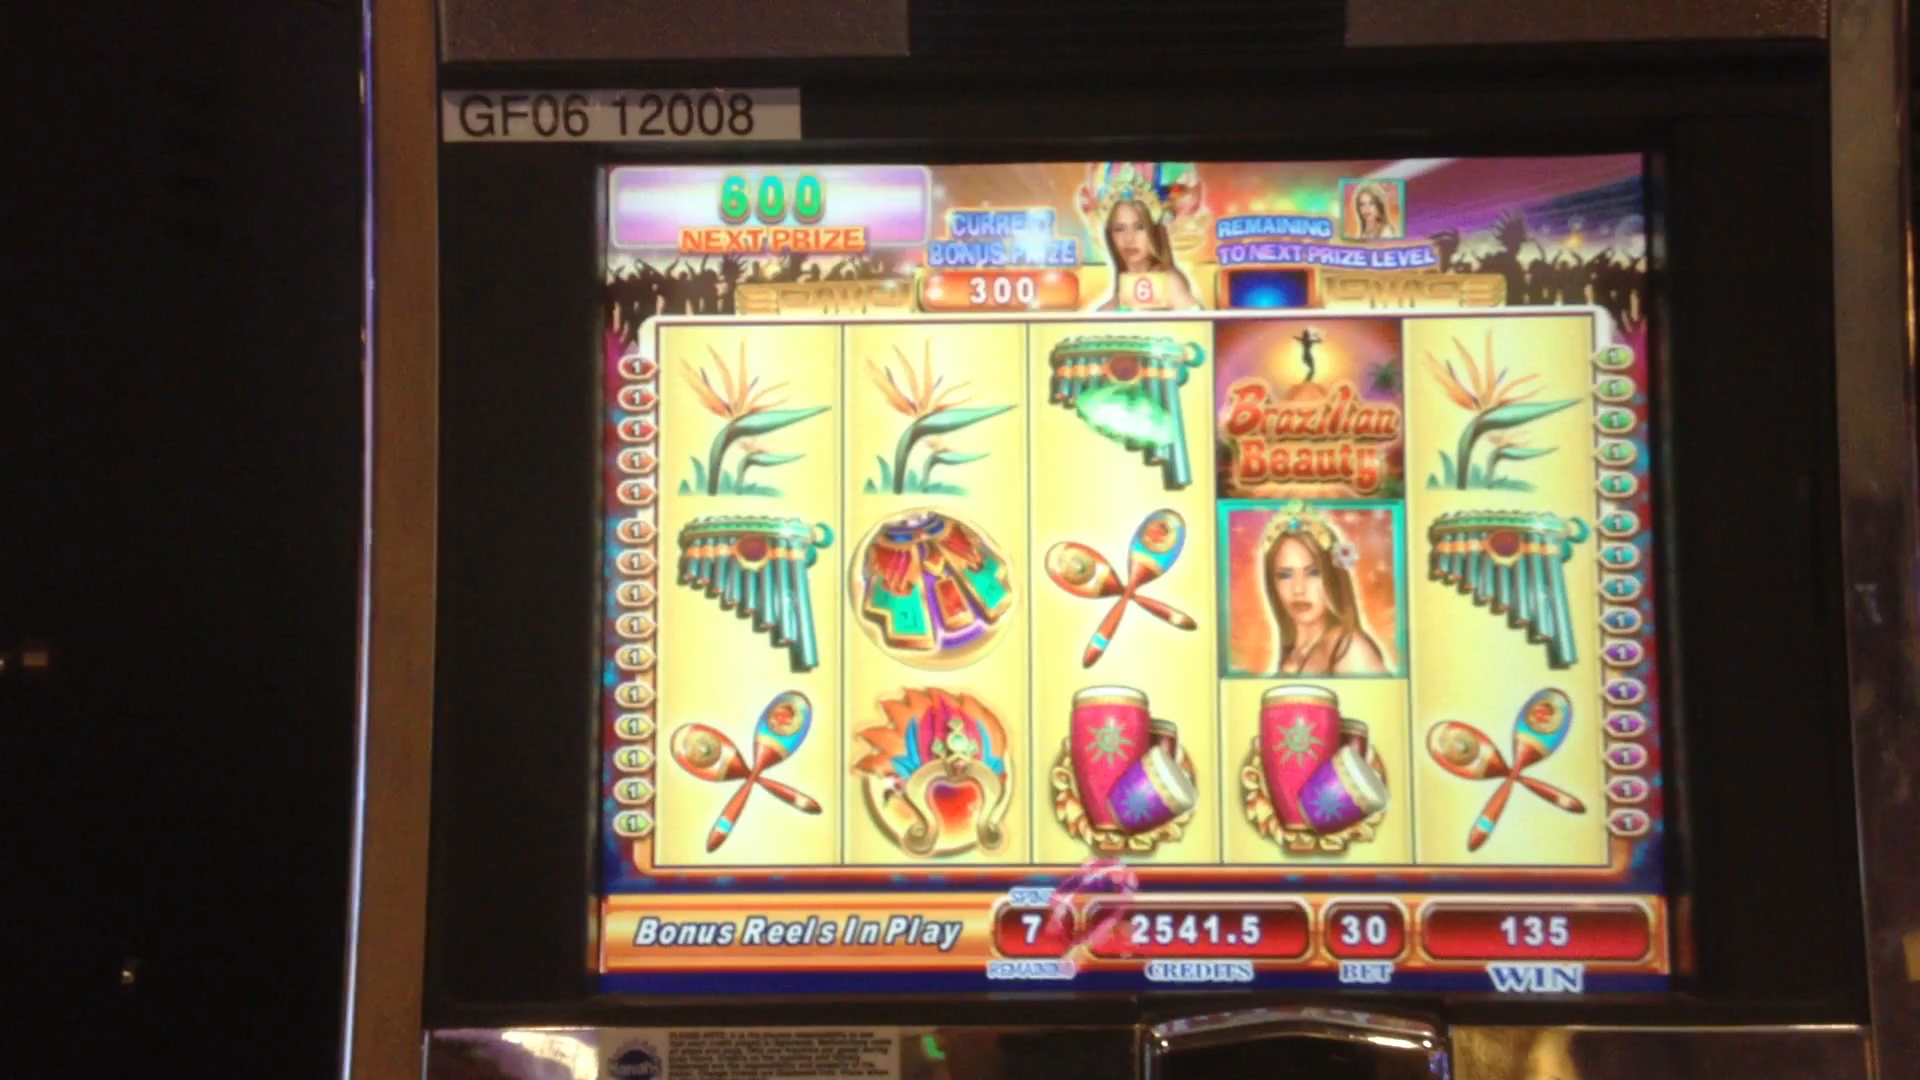 GF06 12008
600
NEXT PRIZE
CURRENT
BONUS PRIZE
300
6
REMAINING
TO NEXT PRIZE LEVEL
Brazilian
Beauty
Bonus Reels In Play
7
REMAINING
2541.5
CREDITS
30
BET
135
WIN